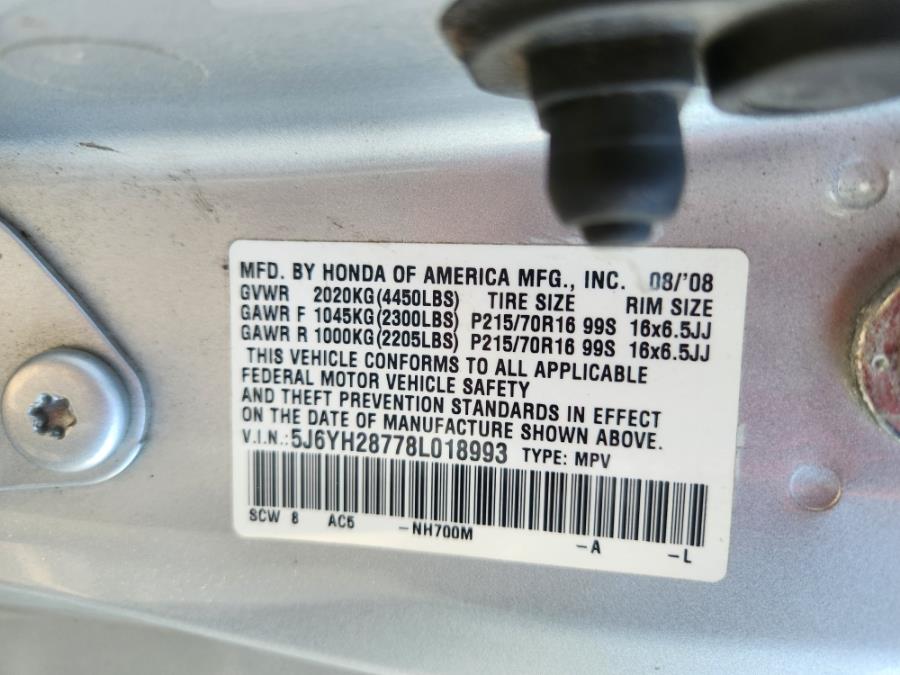 MFD. BY HONDA OF AMERICA MFG., INC. 08/'08
GVWR 2020KG(4450LBS) TIRE SIZE RIM SIZE
GAWR F 1045KG(2300LBS) P215/70R16 99S 16x6.5JJ
GAWR R 1000KG(2205LBS) P215/70R16 99S 16x6.5JJ
THIS VEHICLE CONFORMS TO ALL APPLICABLE
FEDERAL MOTOR VEHICLE SAFETY
AND THEFT PREVENTION STANDARDS IN EFFECT
ON THE DATE OF MANUFACTURE SHOWN ABOVE.
V.I.N.:5J6YH28778L018993 TYPE: MPV
SCW 8 AC5 -NH700M -A -L